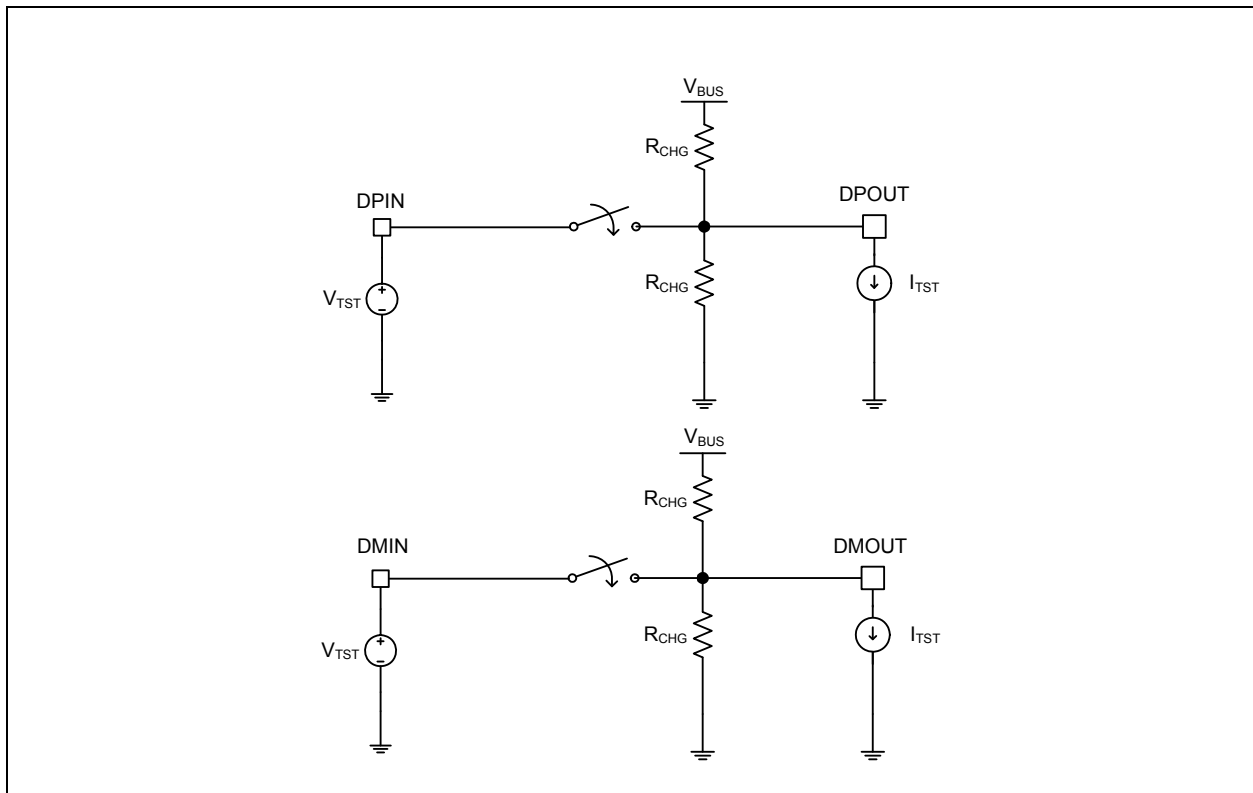 VBUS
RCHG
DPIN
DPOUT
RCHG
VTST
ITST
VBUS
RCHG
DMIN
DMOUT
RCHG
VTST
ITST